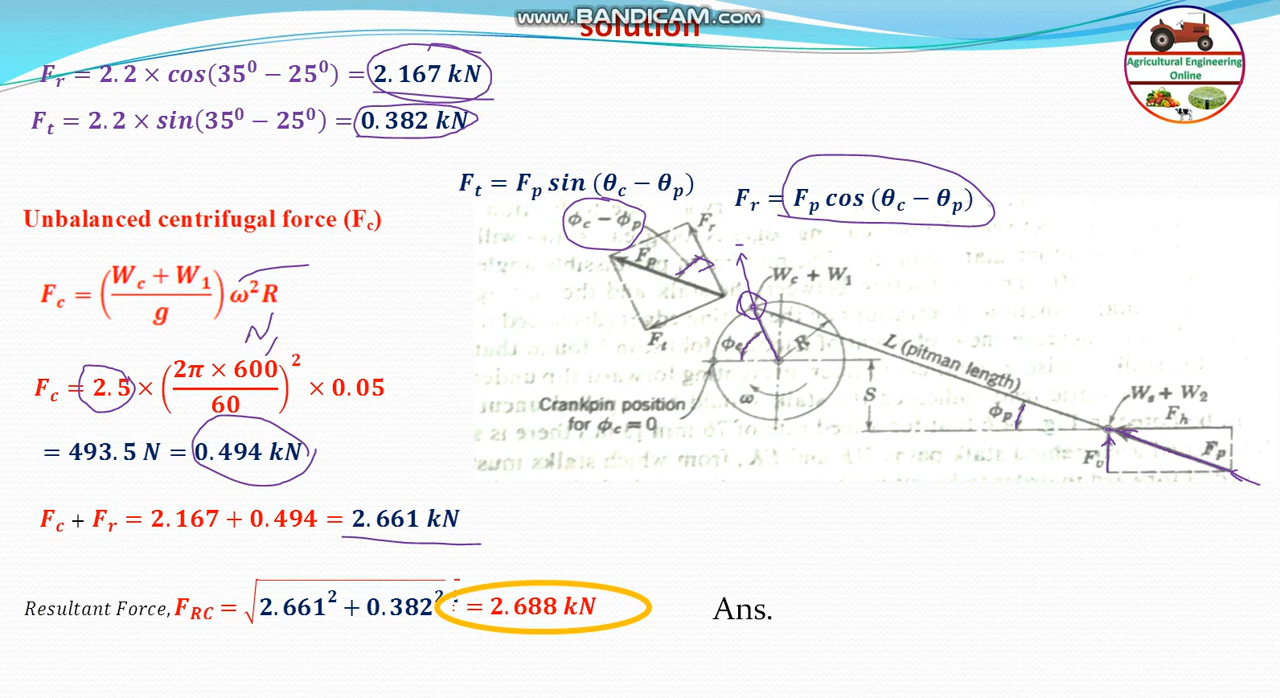 www.BANDICAM.com
solution
Agricultural Engineering
Online
F_r = 2.2 × cos(35⁰ − 25⁰) = 2.167 kN
F_t = 2.2 × sin(35⁰ − 25⁰) = 0.382 kN
F_t = F_p sin (θ_c − θ_p)
F_r = F_p cos (θ_c − θ_p)
Unbalanced centrifugal force (F_c)
F_c = ((W_c + W_1)/g) ω²R
N
F_c = 2.5 × (2π × 600/60)² × 0.05
= 493.5 N = 0.494 kN
F_c + F_r = 2.167 + 0.494 = 2.661 kN
Resultant Force, F_RC = √2.661² + 0.382² = 2.688 kN
Ans.
ϕ_c − ϕ_p
F_r
F_p
F_t
W_c + W_1
ϕ_c
R
L (pitman length)
ω
S
Crankpin position
for ϕ_c = 0
ϕ_p
W_s + W_2
F_h
F_v
F_p